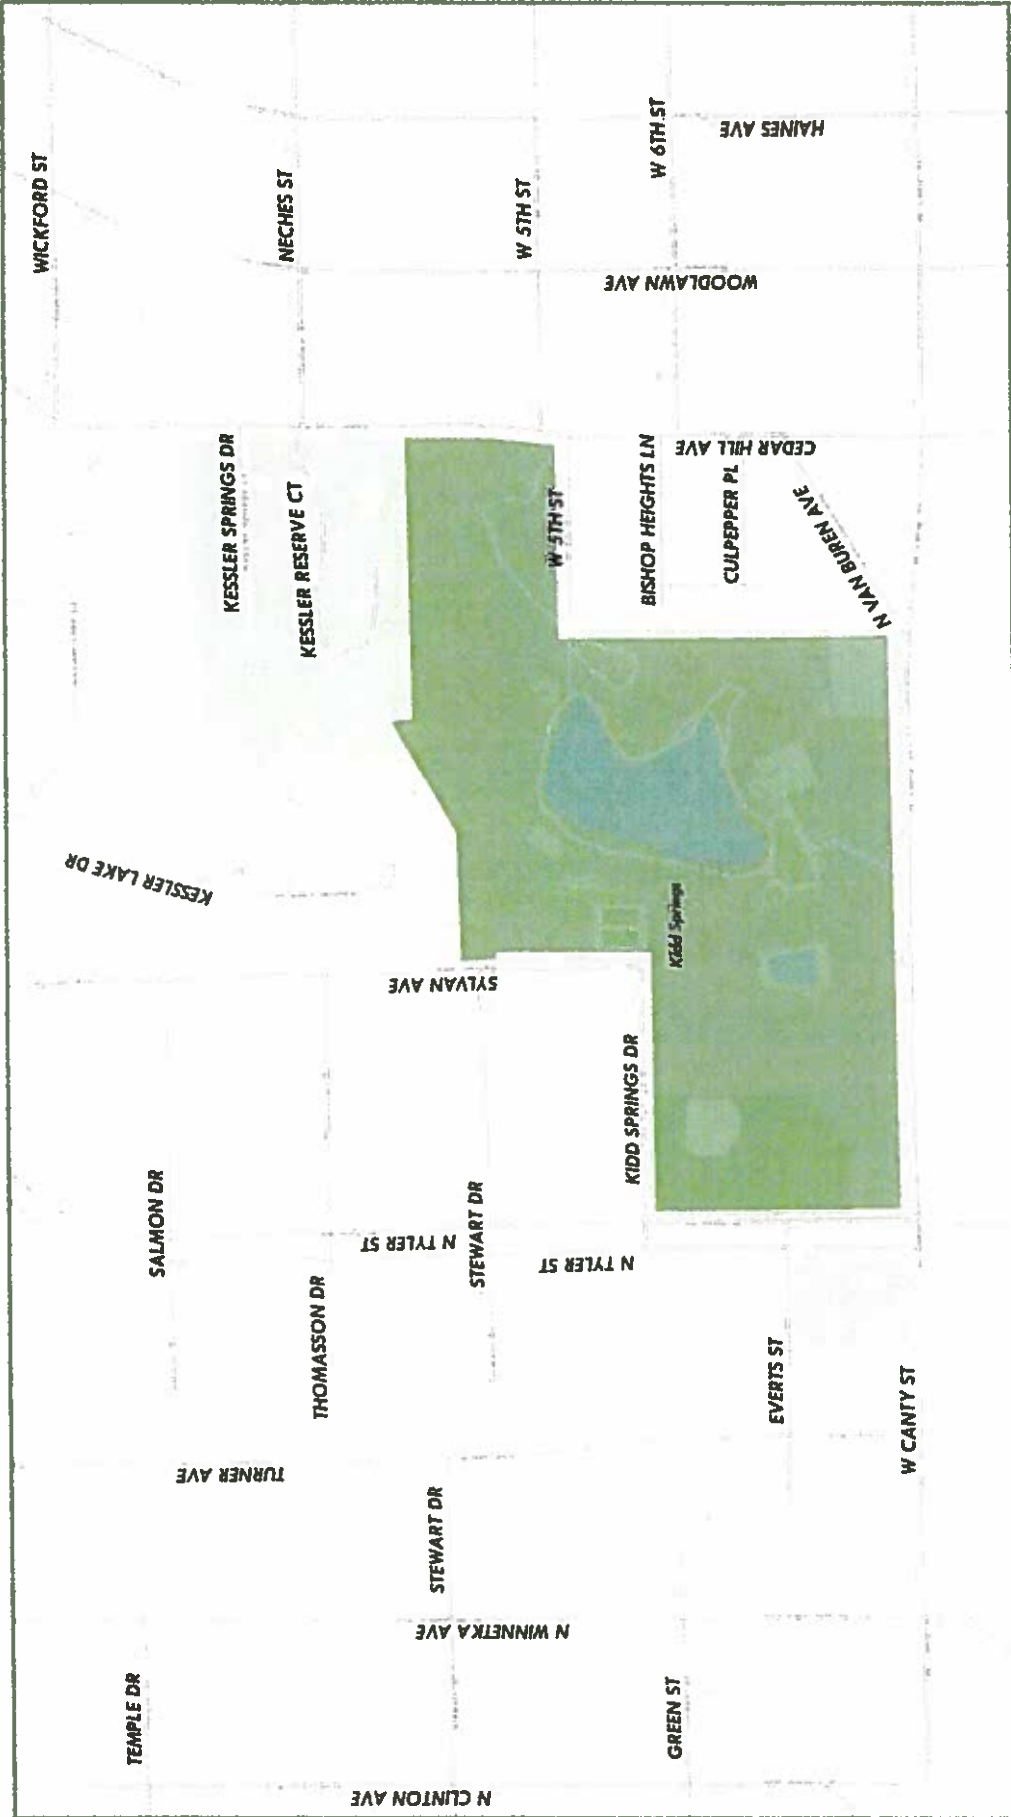 WICKFORD ST
NECHES ST
W 5TH ST
W 6TH ST
HAINES AVE
WOODLAWN AVE
KESSLER SPRINGS DR
KESSLER RESERVE CT
W 5TH ST
BISHOP HEIGHTS LN
CEDAR HILL AVE
CULPEPPER PL
N VAN BUREN AVE
KESSLER LAKE DR
Kidd Springs
SYLVAN AVE
KIDD SPRINGS DR
SALMON DR
N TYLER ST
STEWART DR
N TYLER ST
THOMASSON DR
EVERTS ST
W CANTY ST
TURNER AVE
STEWART DR
N WINNETKA AVE
TEMPLE DR
GREEN ST
N CLINTON AVE